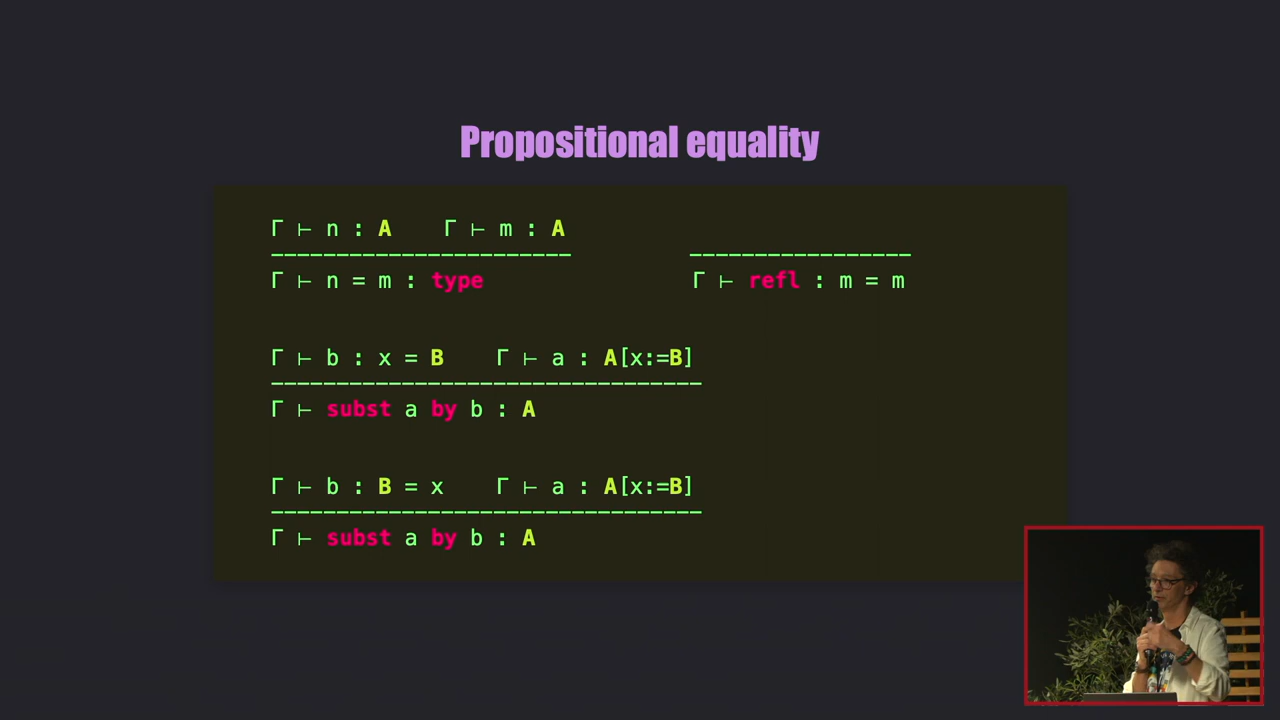 Propositional equality
Γ ⊢ n : A    Γ ⊢ m : A
-----------------------          -----------------
Γ ⊢ n = m : type                Γ ⊢ refl : m = m
Γ ⊢ b : x = B    Γ ⊢ a : A[x:=B]
---------------------------------
Γ ⊢ subst a by b : A
Γ ⊢ b : B = x    Γ ⊢ a : A[x:=B]
---------------------------------
Γ ⊢ subst a by b : A